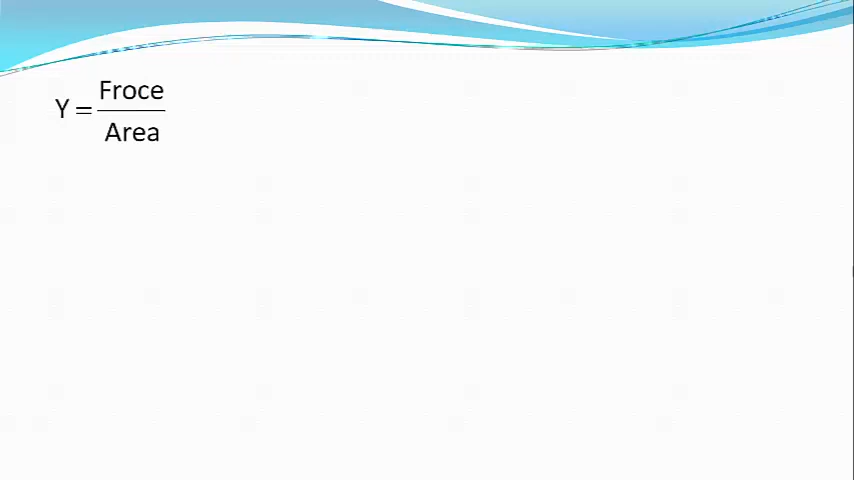 Y = Froce
Area